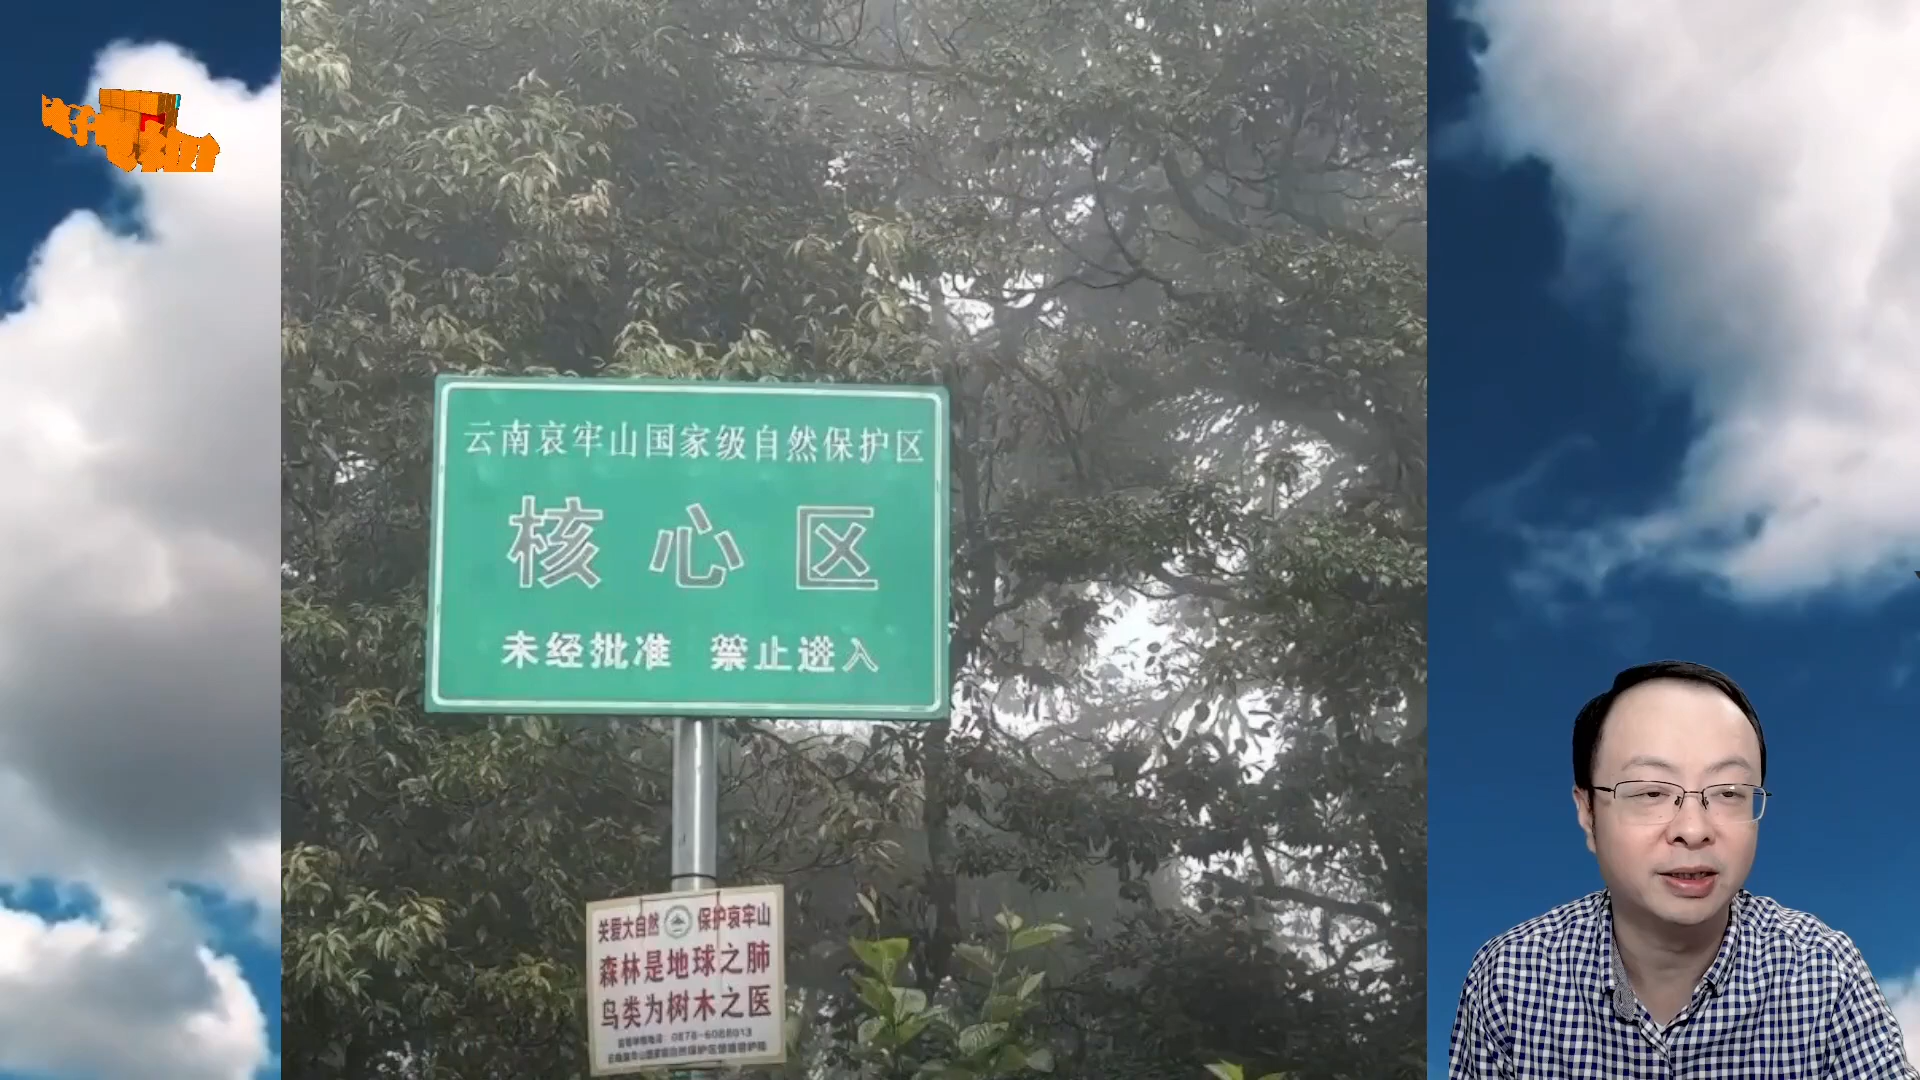 云南哀牢山国家级自然保护区
核心区
未经批准 禁止进入
关爱大自然 保护哀牢山
森林是地球之肺
鸟类为树木之医